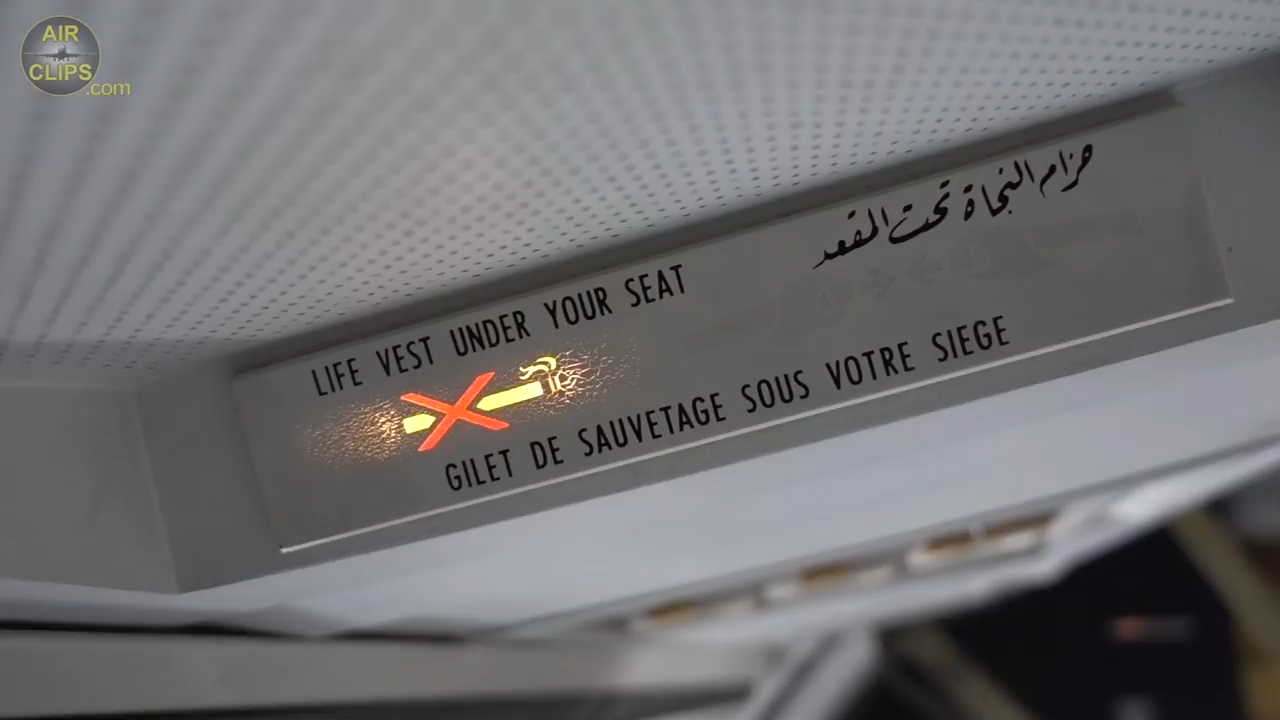 AIR
CLIPS
.com
حزام النجاة تحت المقعد
LIFE VEST UNDER YOUR SEAT
GILET DE SAUVETAGE SOUS VOTRE SIEGE